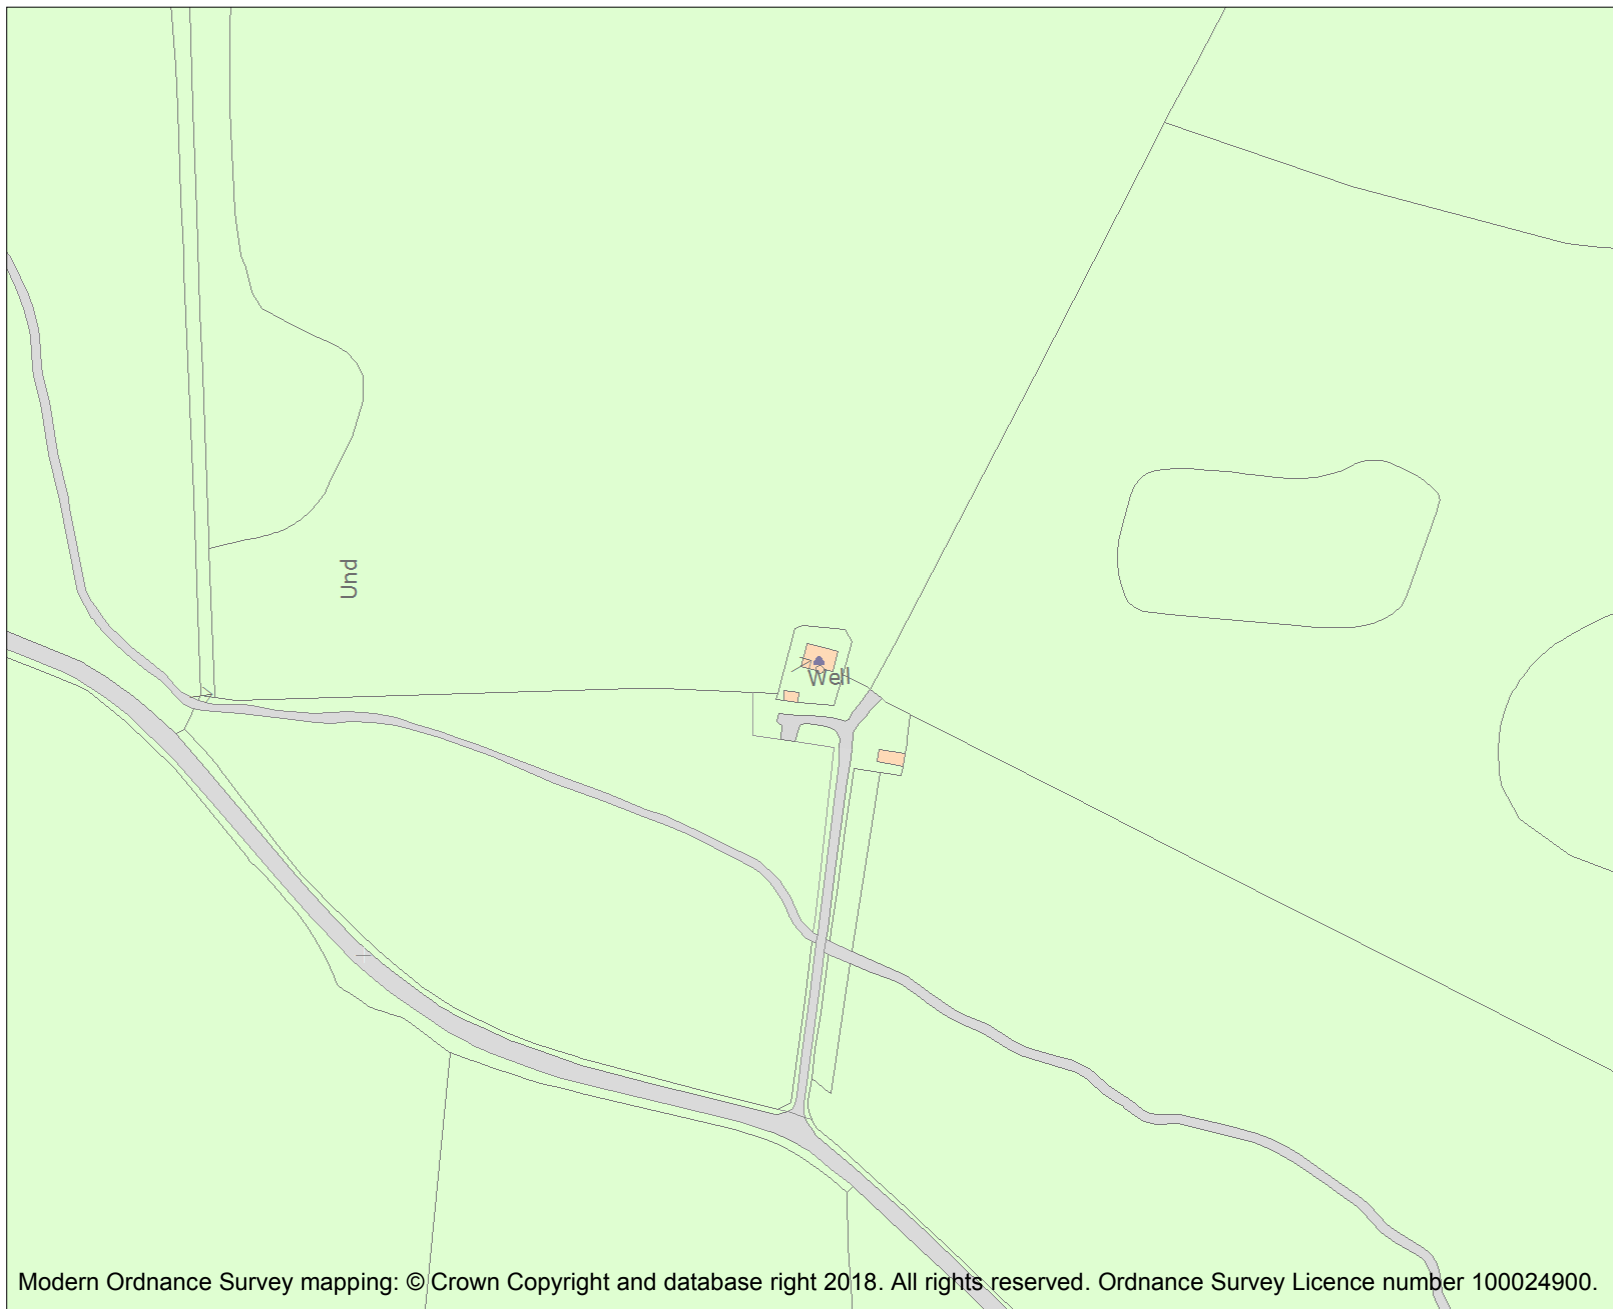 Und
Well
Modern Ordnance Survey mapping: © Crown Copyright and database right 2018. All rights reserved. Ordnance Survey Licence number 100024900.